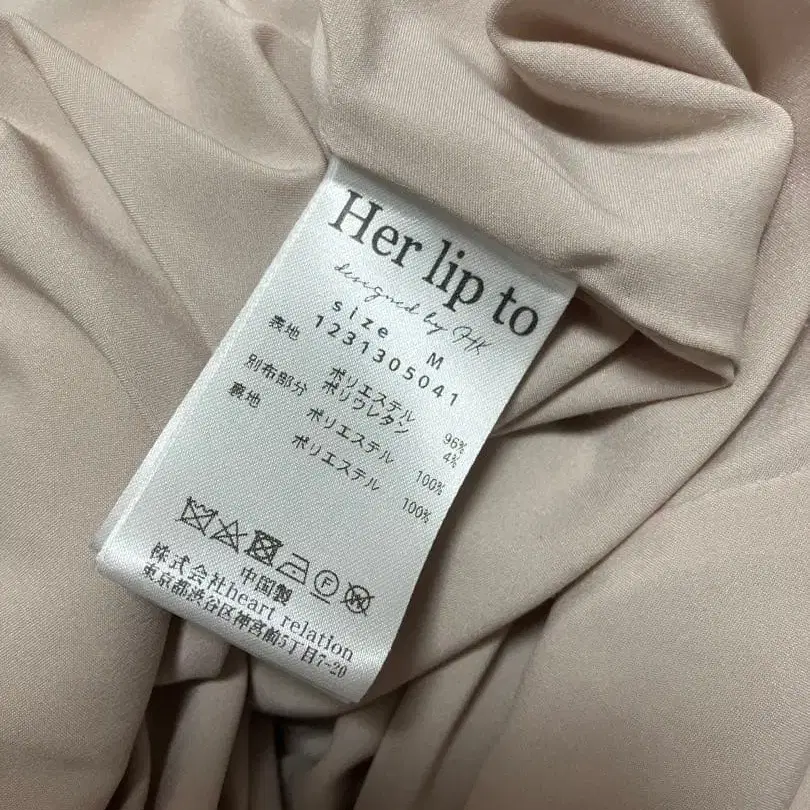 Her lip to
designed by HK
size M
1231305041
表地 ポリエステル 96%
ポリウレタン 4%
別布部分 ポリエステル 100%
裏地 ポリエステル 100%
F
W
中国製
株式会社heart relation
東京都渋谷区神宮前5丁目7-20